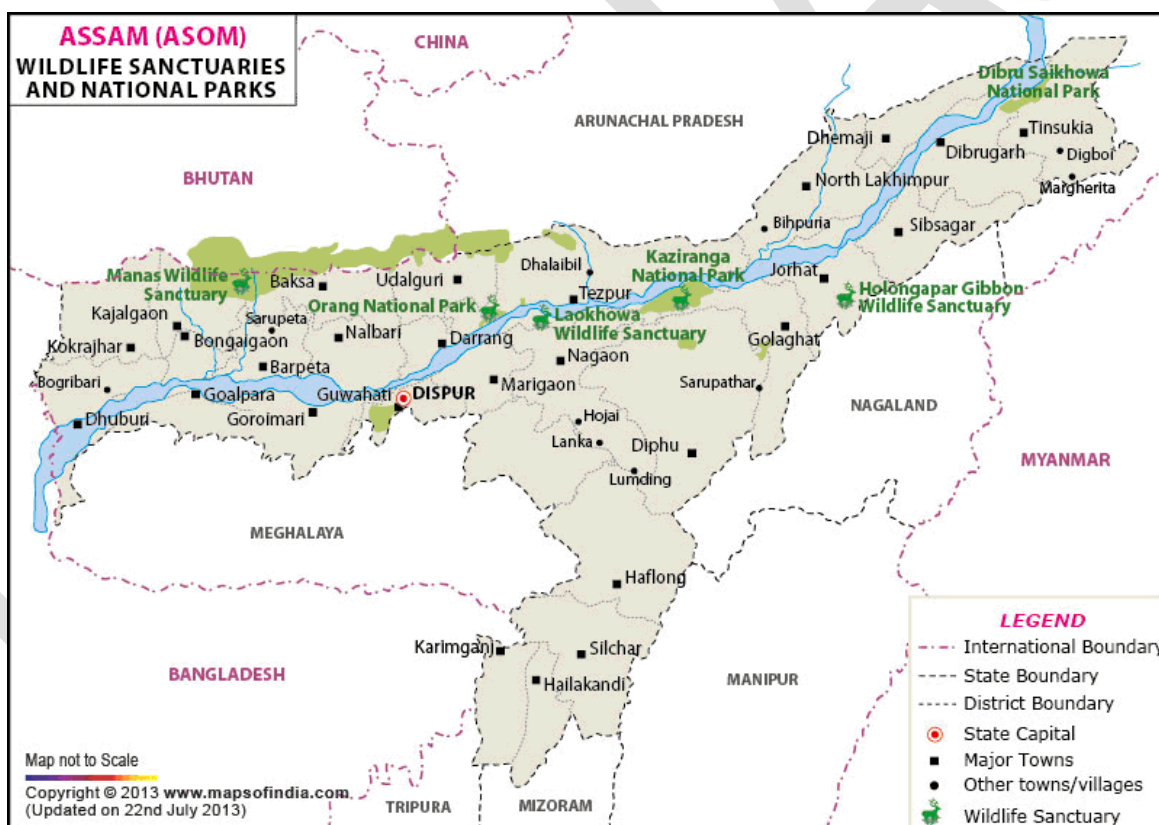 ASSAM (ASOM)
WILDLIFE SANCTUARIES
AND NATIONAL PARKS
CHINA
ARUNACHAL PRADESH
Dibru Saikhowa
National Park
Dhemaji
Tinsukia
Dibrugarh
Digboi
Margherita
North Lakhimpur
BHUTAN
Bihpuria
Sibsagar
Manas Wildlife
Sanctuary
Baksa
Udalguri
Dhalaibil
Kaziranga
National Park
Jorhat
Holongapar Gibbon
Wildlife Sanctuary
Orang National Park
Tezpur
Laokhowa
Wildlife Sanctuary
Kajalgaon
Sarupeta
Bongaigaon
Nalbari
Darrang
Golaghat
Kokrajhar
Barpeta
Nagaon
Bogribari
Goalpara
Guwahati
DISPUR
Marigaon
Sarupathar
NAGALAND
Dhuburi
Goroimari
Hojai
Lanka
Diphu
Lumding
MYANMAR
MEGHALAYA
Haflong
Karimganj
Silchar
Hailakandi
BANGLADESH
MANIPUR
TRIPURA
MIZORAM
LEGEND
International Boundary
State Boundary
District Boundary
State Capital
Major Towns
Other towns/villages
Wildlife Sanctuary
Map not to Scale
Copyright © 2013 www.mapsofindia.com
(Updated on 22nd July 2013)